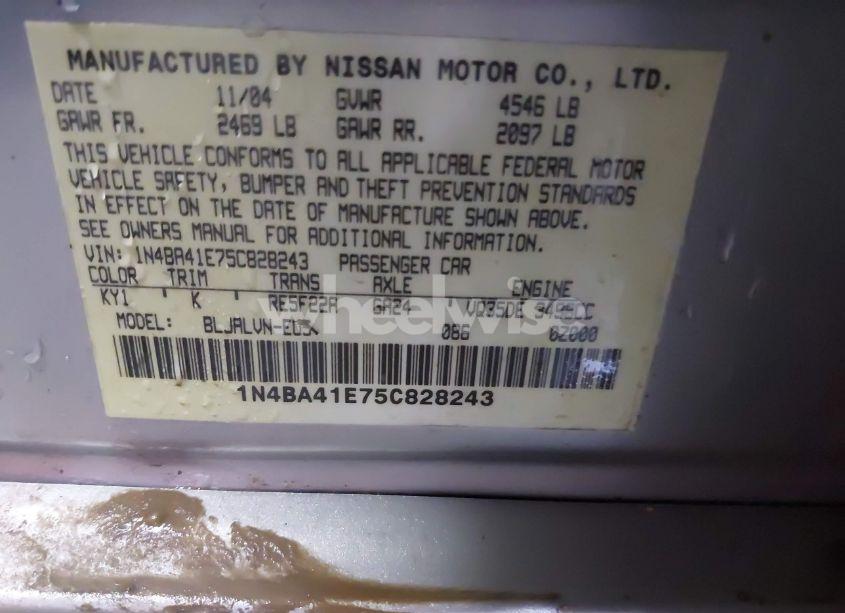 MANUFACTURED BY NISSAN MOTOR CO., LTD.
DATE 11/04 GVWR 4546 LB
GAWR FR. 2469 LB GAWR RR. 2097 LB
THIS VEHICLE CONFORMS TO ALL APPLICABLE FEDERAL MOTOR
VEHICLE SAFETY, BUMPER AND THEFT PREVENTION STANDARDS
IN EFFECT ON THE DATE OF MANUFACTURE SHOWN ABOVE.
SEE OWNERS MANUAL FOR ADDITIONAL INFORMATION.
VIN: 1N4BA41E75C828243 PASSENGER CAR
COLOR TRIM TRANS AXLE ENGINE
KY1 K RE5F22A GA24 VQ35DE
MODEL: 086 02000
1N4BA41E75C828243
wheelwise